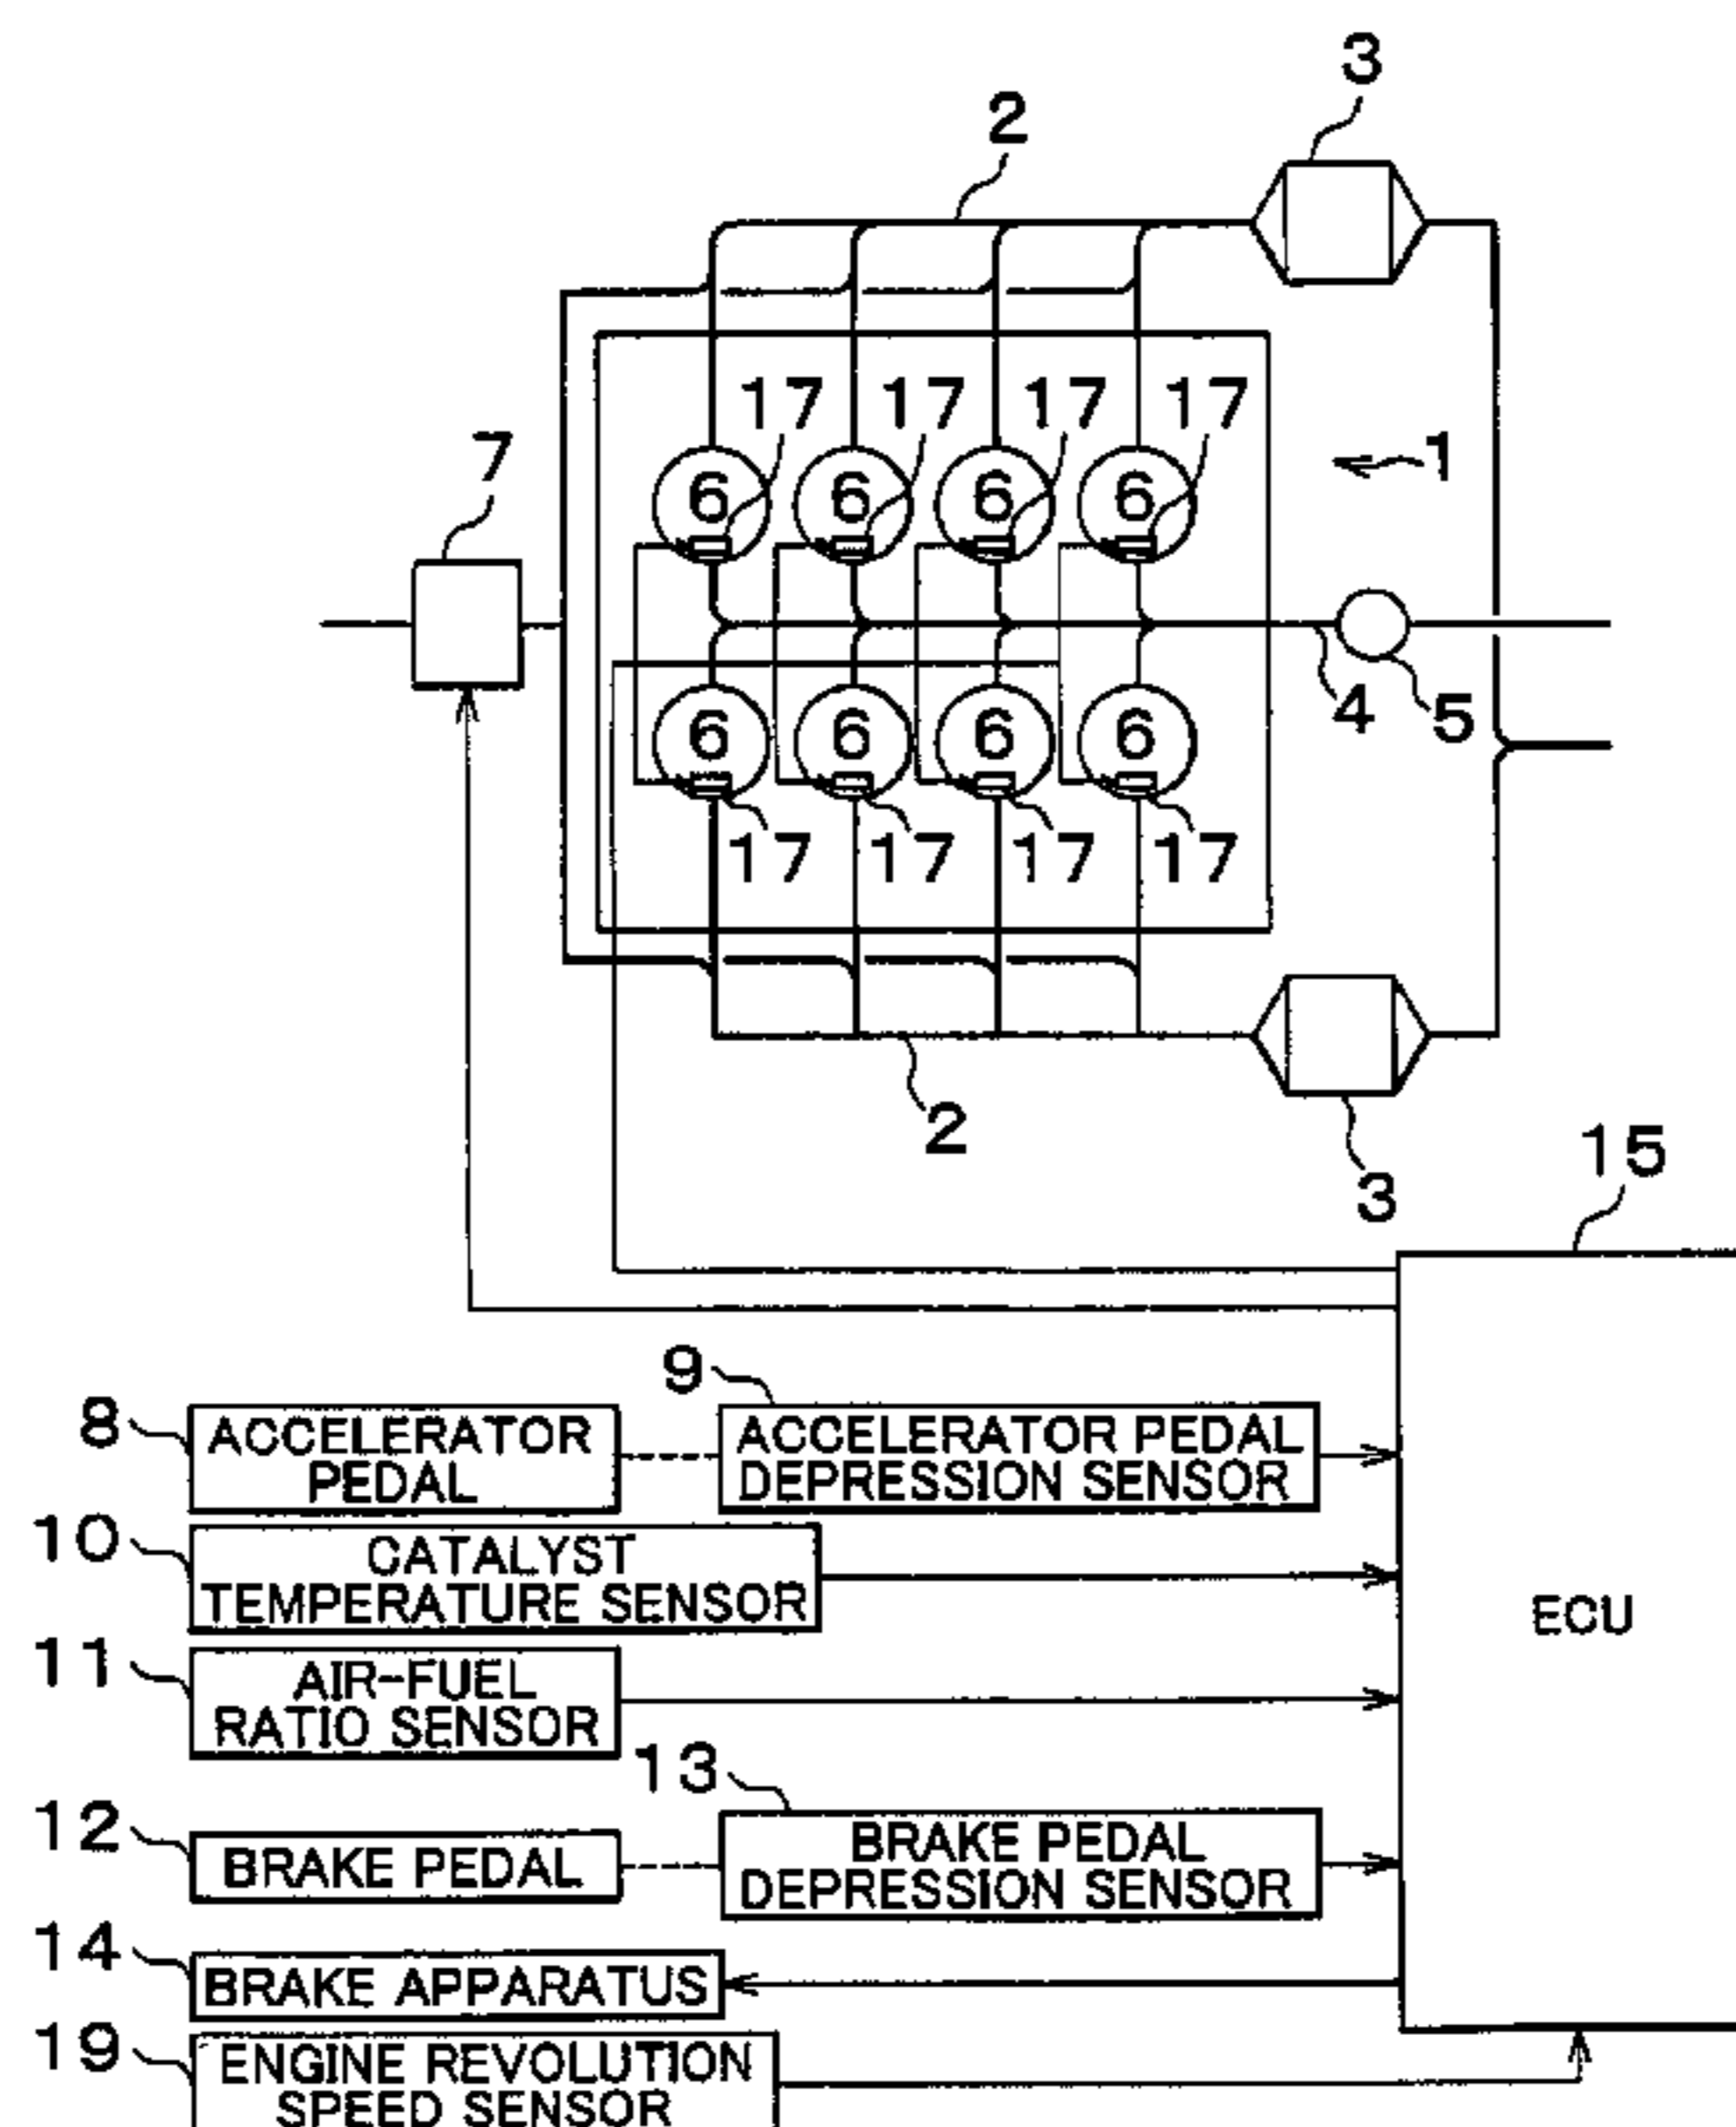 3
2
17 17 17 17
7
1
6 6 6 6
4 5
6 6 6 6
17 17 17 17
2
3
15
9
8
ACCELERATOR
PEDAL
ACCELERATOR PEDAL
DEPRESSION SENSOR
10
CATALYST
TEMPERATURE SENSOR
ECU
11
AIR-FUEL
RATIO SENSOR
13
12
BRAKE PEDAL
BRAKE PEDAL
DEPRESSION SENSOR
14
BRAKE APPARATUS
19
ENGINE REVOLUTION
SPEED SENSOR